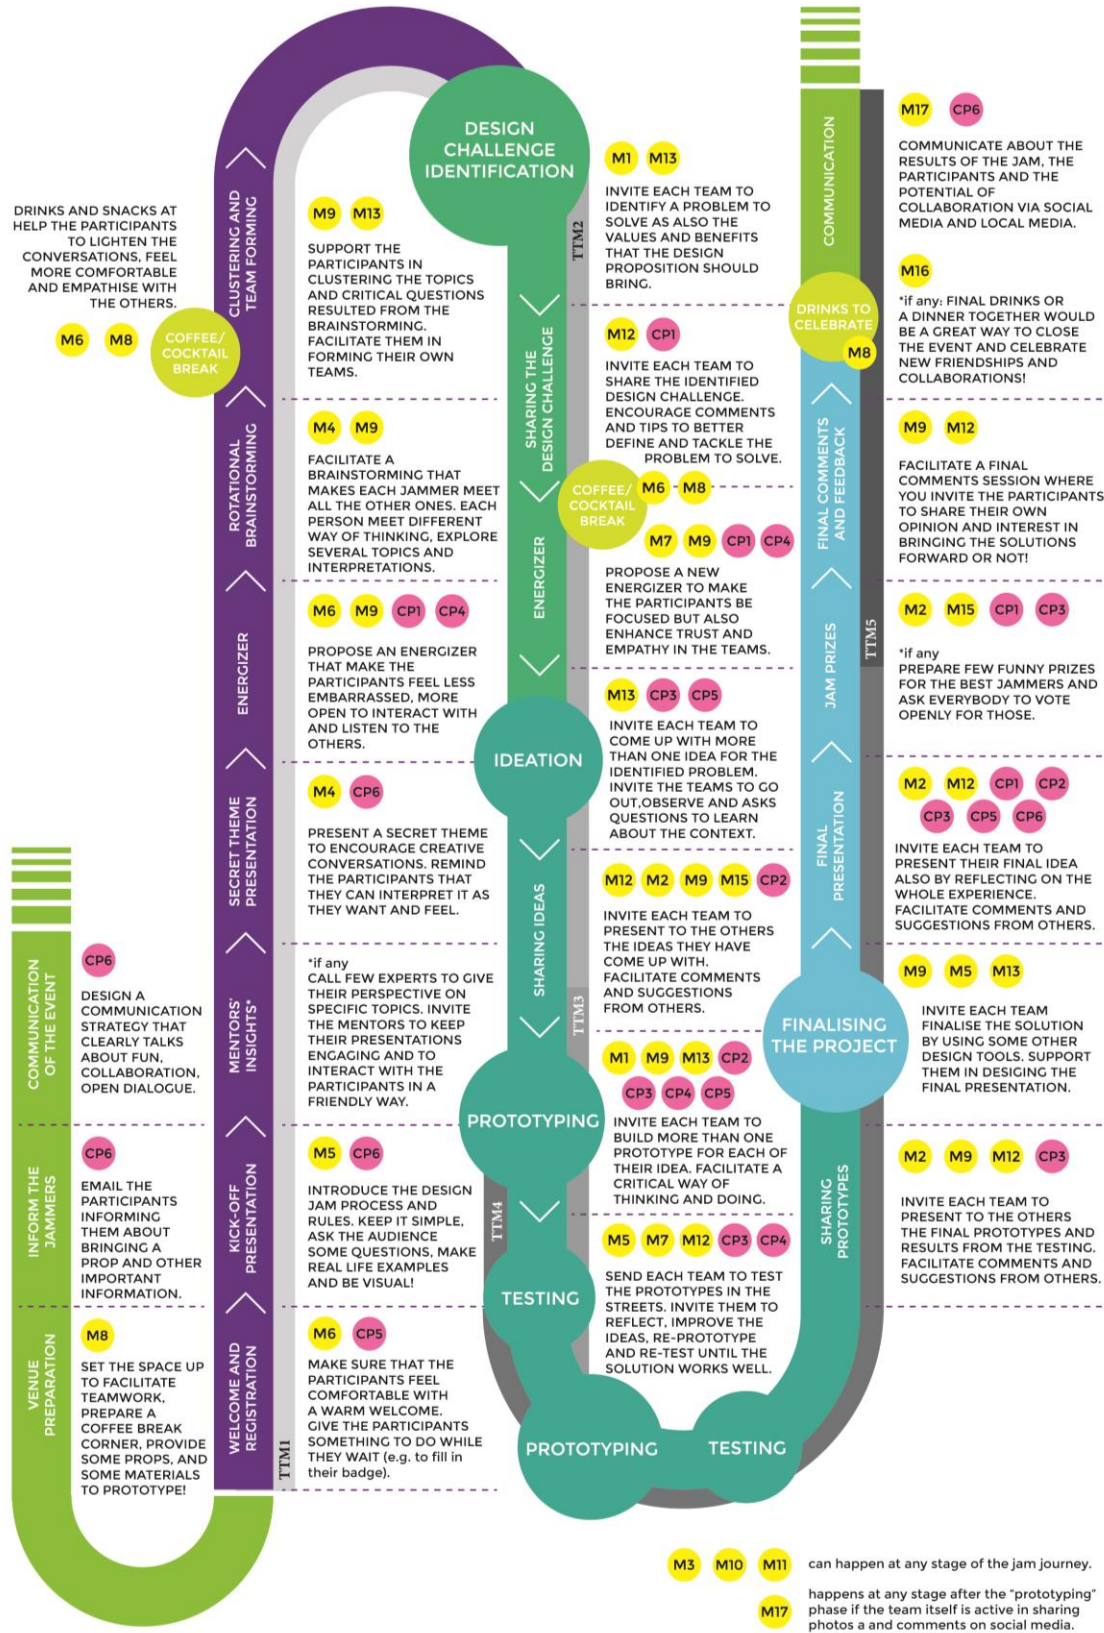 COMMUNICATION
OF THE EVENT
CP6
DESIGN A
COMMUNICATION
STRATEGY THAT
CLEARLY TALKS
ABOUT FUN,
COLLABORATION,
OPEN DIALOGUE.
INFORM THE
JAMMERS
CP6
EMAIL THE
PARTICIPANTS
INFORMING
THEM ABOUT
BRINGING A
PROP AND OTHER
IMPORTANT
INFORMATION.
VENUE
PREPARATION
M8
SET THE SPACE UP
TO FACILITATE
TEAMWORK,
PREPARE A
COFFEE BREAK
CORNER, PROVIDE
SOME PROPS, AND
SOME MATERIALS
TO PROTOTYPE!
WELCOME AND
REGISTRATION
TTM1
M6 CP5
MAKE SURE THAT THE
PARTICIPANTS FEEL
COMFORTABLE WITH
A WARM WELCOME.
GIVE THE PARTICIPANTS
SOMETHING TO DO WHILE
THEY WAIT (e.g. to fill in
their badge).
KICK-OFF
PRESENTATION
M5 CP6
INTRODUCE THE DESIGN
JAM PROCESS AND
RULES. KEEP IT SIMPLE,
ASK THE AUDIENCE
SOME QUESTIONS, MAKE
REAL LIFE EXAMPLES
AND BE VISUAL!
MENTORS'
INSIGHTS*
*if any
CALL FEW EXPERTS TO GIVE
THEIR PERSPECTIVE ON
SPECIFIC TOPICS. INVITE
THE MENTORS TO KEEP
THEIR PRESENTATIONS
ENGAGING AND TO
INTERACT WITH THE
PARTICIPANTS IN A
FRIENDLY WAY.
SECRET THEME
PRESENTATION
M4 CP6
PRESENT A SECRET THEME
TO ENCOURAGE CREATIVE
CONVERSATIONS. REMIND
THE PARTICIPANTS THAT
THEY CAN INTERPRET IT AS
THEY WANT AND FEEL.
ENERGIZER
M6 M9 CP1 CP4
PROPOSE AN ENERGIZER
THAT MAKE THE
PARTICIPANTS FEEL LESS
EMBARRASSED, MORE
OPEN TO INTERACT WITH
AND LISTEN TO THE
OTHERS.
ROTATIONAL
BRAINSTORMING
M4 M9
FACILITATE A
BRAINSTORMING THAT
MAKES EACH JAMMER MEET
ALL THE OTHER ONES. EACH
PERSON MEET DIFFERENT
WAY OF THINKING, EXPLORE
SEVERAL TOPICS AND
INTERPRETATIONS.
DRINKS AND SNACKS AT
HELP THE PARTICIPANTS
TO LIGHTEN THE
CONVERSATIONS, FEEL
MORE COMFORTABLE
AND EMPATHISE WITH
THE OTHERS.
M6 M8
COFFEE/
COCKTAIL
BREAK
CLUSTERING AND
TEAM FORMING
M9 M13
SUPPORT THE
PARTICIPANTS IN
CLUSTERING THE TOPICS
AND CRITICAL QUESTIONS
RESULTED FROM THE
BRAINSTORMING.
FACILITATE THEM IN
FORMING THEIR OWN
TEAMS.
DESIGN
CHALLENGE
IDENTIFICATION
TTM2
M1 M13
INVITE EACH TEAM TO
IDENTIFY A PROBLEM TO
SOLVE AS ALSO THE
VALUES AND BENEFITS
THAT THE DESIGN
PROPOSITION SHOULD
BRING.
SHARING THE
DESIGN CHALLENGE
M12 CP1
INVITE EACH TEAM TO
SHARE THE IDENTIFIED
DESIGN CHALLENGE.
ENCOURAGE COMMENTS
AND TIPS TO BETTER
DEFINE AND TACKLE THE
PROBLEM TO SOLVE.
COFFEE/
COCKTAIL
BREAK
M6 M8
ENERGIZER
M7 M9 CP1 CP4
PROPOSE A NEW
ENERGIZER TO MAKE
THE PARTICIPANTS BE
FOCUSED BUT ALSO
ENHANCE TRUST AND
EMPATHY IN THE TEAMS.
IDEATION
M13 CP3 CP5
INVITE EACH TEAM TO
COME UP WITH MORE
THAN ONE IDEA FOR THE
IDENTIFIED PROBLEM.
INVITE THE TEAMS TO GO
OUT,OBSERVE AND ASKS
QUESTIONS TO LEARN
ABOUT THE CONTEXT.
SHARING IDEAS
M12 M2 M9 M15 CP2
INVITE EACH TEAM TO
PRESENT TO THE OTHERS
THE IDEAS THEY HAVE
COME UP WITH.
FACILITATE COMMENTS
AND SUGGESTIONS
FROM OTHERS.
TTM3
PROTOTYPING
M1 M9 M13 CP2
CP3 CP4 CP5
INVITE EACH TEAM TO
BUILD MORE THAN ONE
PROTOTYPE FOR EACH OF
THEIR IDEA. FACILITATE A
CRITICAL WAY OF
THINKING AND DOING.
TTM4
TESTING
M5 M7 M12 CP3 CP4
SEND EACH TEAM TO TEST
THE PROTOTYPES IN THE
STREETS. INVITE THEM TO
REFLECT, IMPROVE THE
IDEAS, RE-PROTOTYPE
AND RE-TEST UNTIL THE
SOLUTION WORKS WELL.
PROTOTYPING
TESTING
SHARING
PROTOTYPES
M2 M9 M12 CP3
INVITE EACH TEAM TO
PRESENT TO THE OTHERS
THE FINAL PROTOTYPES AND
RESULTS FROM THE TESTING.
FACILITATE COMMENTS AND
SUGGESTIONS FROM OTHERS.
FINALISING
THE PROJECT
M9 M5 M13
INVITE EACH TEAM
FINALISE THE SOLUTION
BY USING SOME OTHER
DESIGN TOOLS. SUPPORT
THEM IN DESIGING THE
FINAL PRESENTATION.
FINAL
PRESENTATION
M2 M12 CP1 CP2
CP3 CP5 CP6
INVITE EACH TEAM TO
PRESENT THEIR FINAL IDEA
ALSO BY REFLECTING ON THE
WHOLE EXPERIENCE.
FACILITATE COMMENTS AND
SUGGESTIONS FROM OTHERS.
JAM PRIZES
TTM5
M2 M15 CP1 CP3
*if any
PREPARE FEW FUNNY PRIZES
FOR THE BEST JAMMERS AND
ASK EVERYBODY TO VOTE
OPENLY FOR THOSE.
FINAL COMMENTS
AND FEEDBACK
M9 M12
FACILITATE A FINAL
COMMENTS SESSION WHERE
YOU INVITE THE PARTICIPANTS
TO SHARE THEIR OWN
OPINION AND INTEREST IN
BRINGING THE SOLUTIONS
FORWARD OR NOT!
DRINKS TO
CELEBRATE
M8
M16
*if any: FINAL DRINKS OR
A DINNER TOGETHER WOULD
BE A GREAT WAY TO CLOSE
THE EVENT AND CELEBRATE
NEW FRIENDSHIPS AND
COLLABORATIONS!
COMMUNICATION
M17 CP6
COMMUNICATE ABOUT THE
RESULTS OF THE JAM, THE
PARTICIPANTS AND THE
POTENTIAL OF
COLLABORATION VIA SOCIAL
MEDIA AND LOCAL MEDIA.
M3 M10 M11 can happen at any stage of the jam journey.
M17
happens at any stage after the "prototyping"
phase if the team itself is active in sharing
photos a and comments on social media.